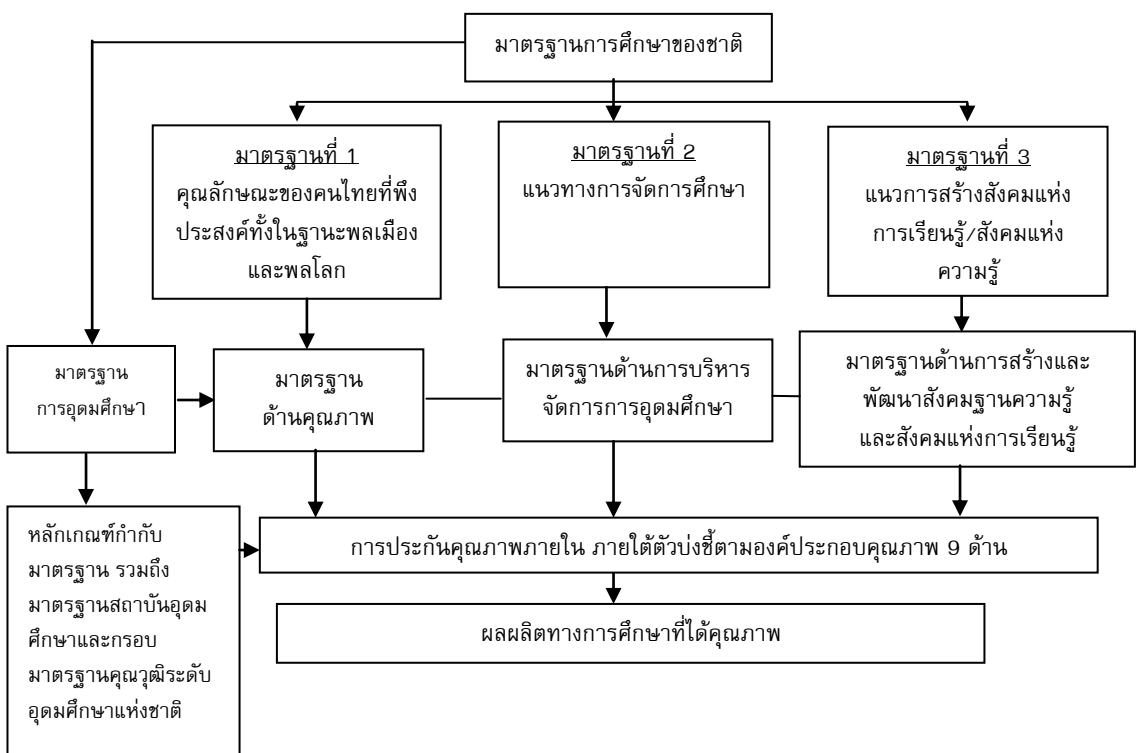 มาตรฐานการศึกษาของชาติ
มาตรฐานที่ 1
คุณลักษณะของคนไทยที่พึง
ประสงค์ทั้งในฐานะพลเมือง
และพลโลก
มาตรฐานที่ 2
แนวทางการจัดการศึกษา
มาตรฐานที่ 3
แนวการสร้างสังคมแห่ง
การเรียนรู้/สังคมแห่ง
ความรู้
มาตรฐาน
การอุดมศึกษา
มาตรฐาน
ด้านคุณภาพ
มาตรฐานด้านการบริหาร
จัดการการอุดมศึกษา
มาตรฐานด้านการสร้างและ
พัฒนาสังคมฐานความรู้
และสังคมแห่งการเรียนรู้
หลักเกณฑ์กำกับ
มาตรฐาน รวมถึง
มาตรฐานสถาบันอุดม
ศึกษาและกรอบ
มาตรฐานคุณวุฒิระดับ
อุดมศึกษาแห่งชาติ
การประกันคุณภาพภายใน ภายใต้ตัวบ่งชี้ตามองค์ประกอบคุณภาพ 9 ด้าน
ผลผลิตทางการศึกษาที่ได้คุณภาพ